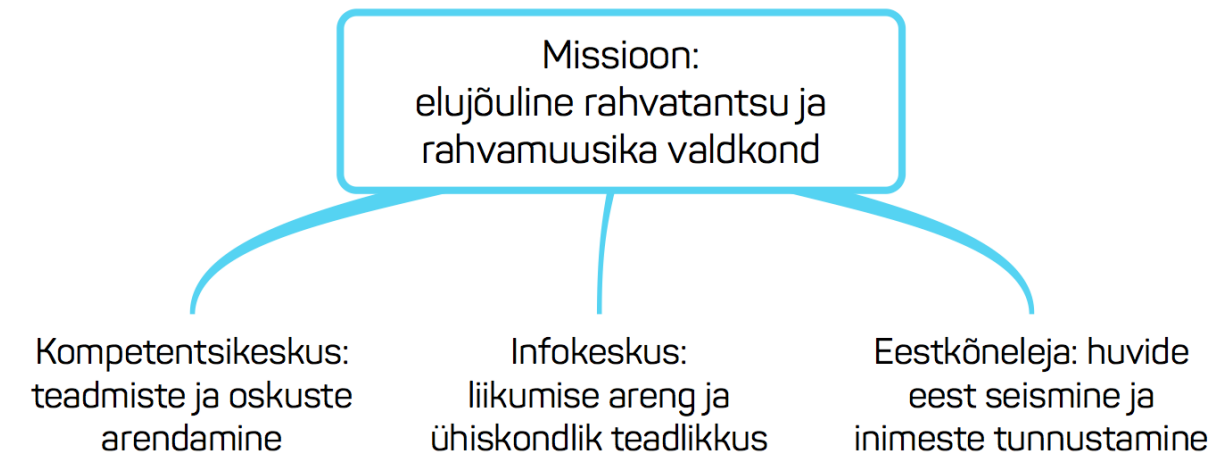 Missioon:
elujõuline rahvatantsu ja
rahvamuusika valdkond
Kompetentsikeskus:
teadmiste ja oskuste
arendamine
Infokeskus:
liikumise areng ja
ühiskondlik teadlikkus
Eestkõneleja: huvide
eest seismine ja
inimeste tunnustamine